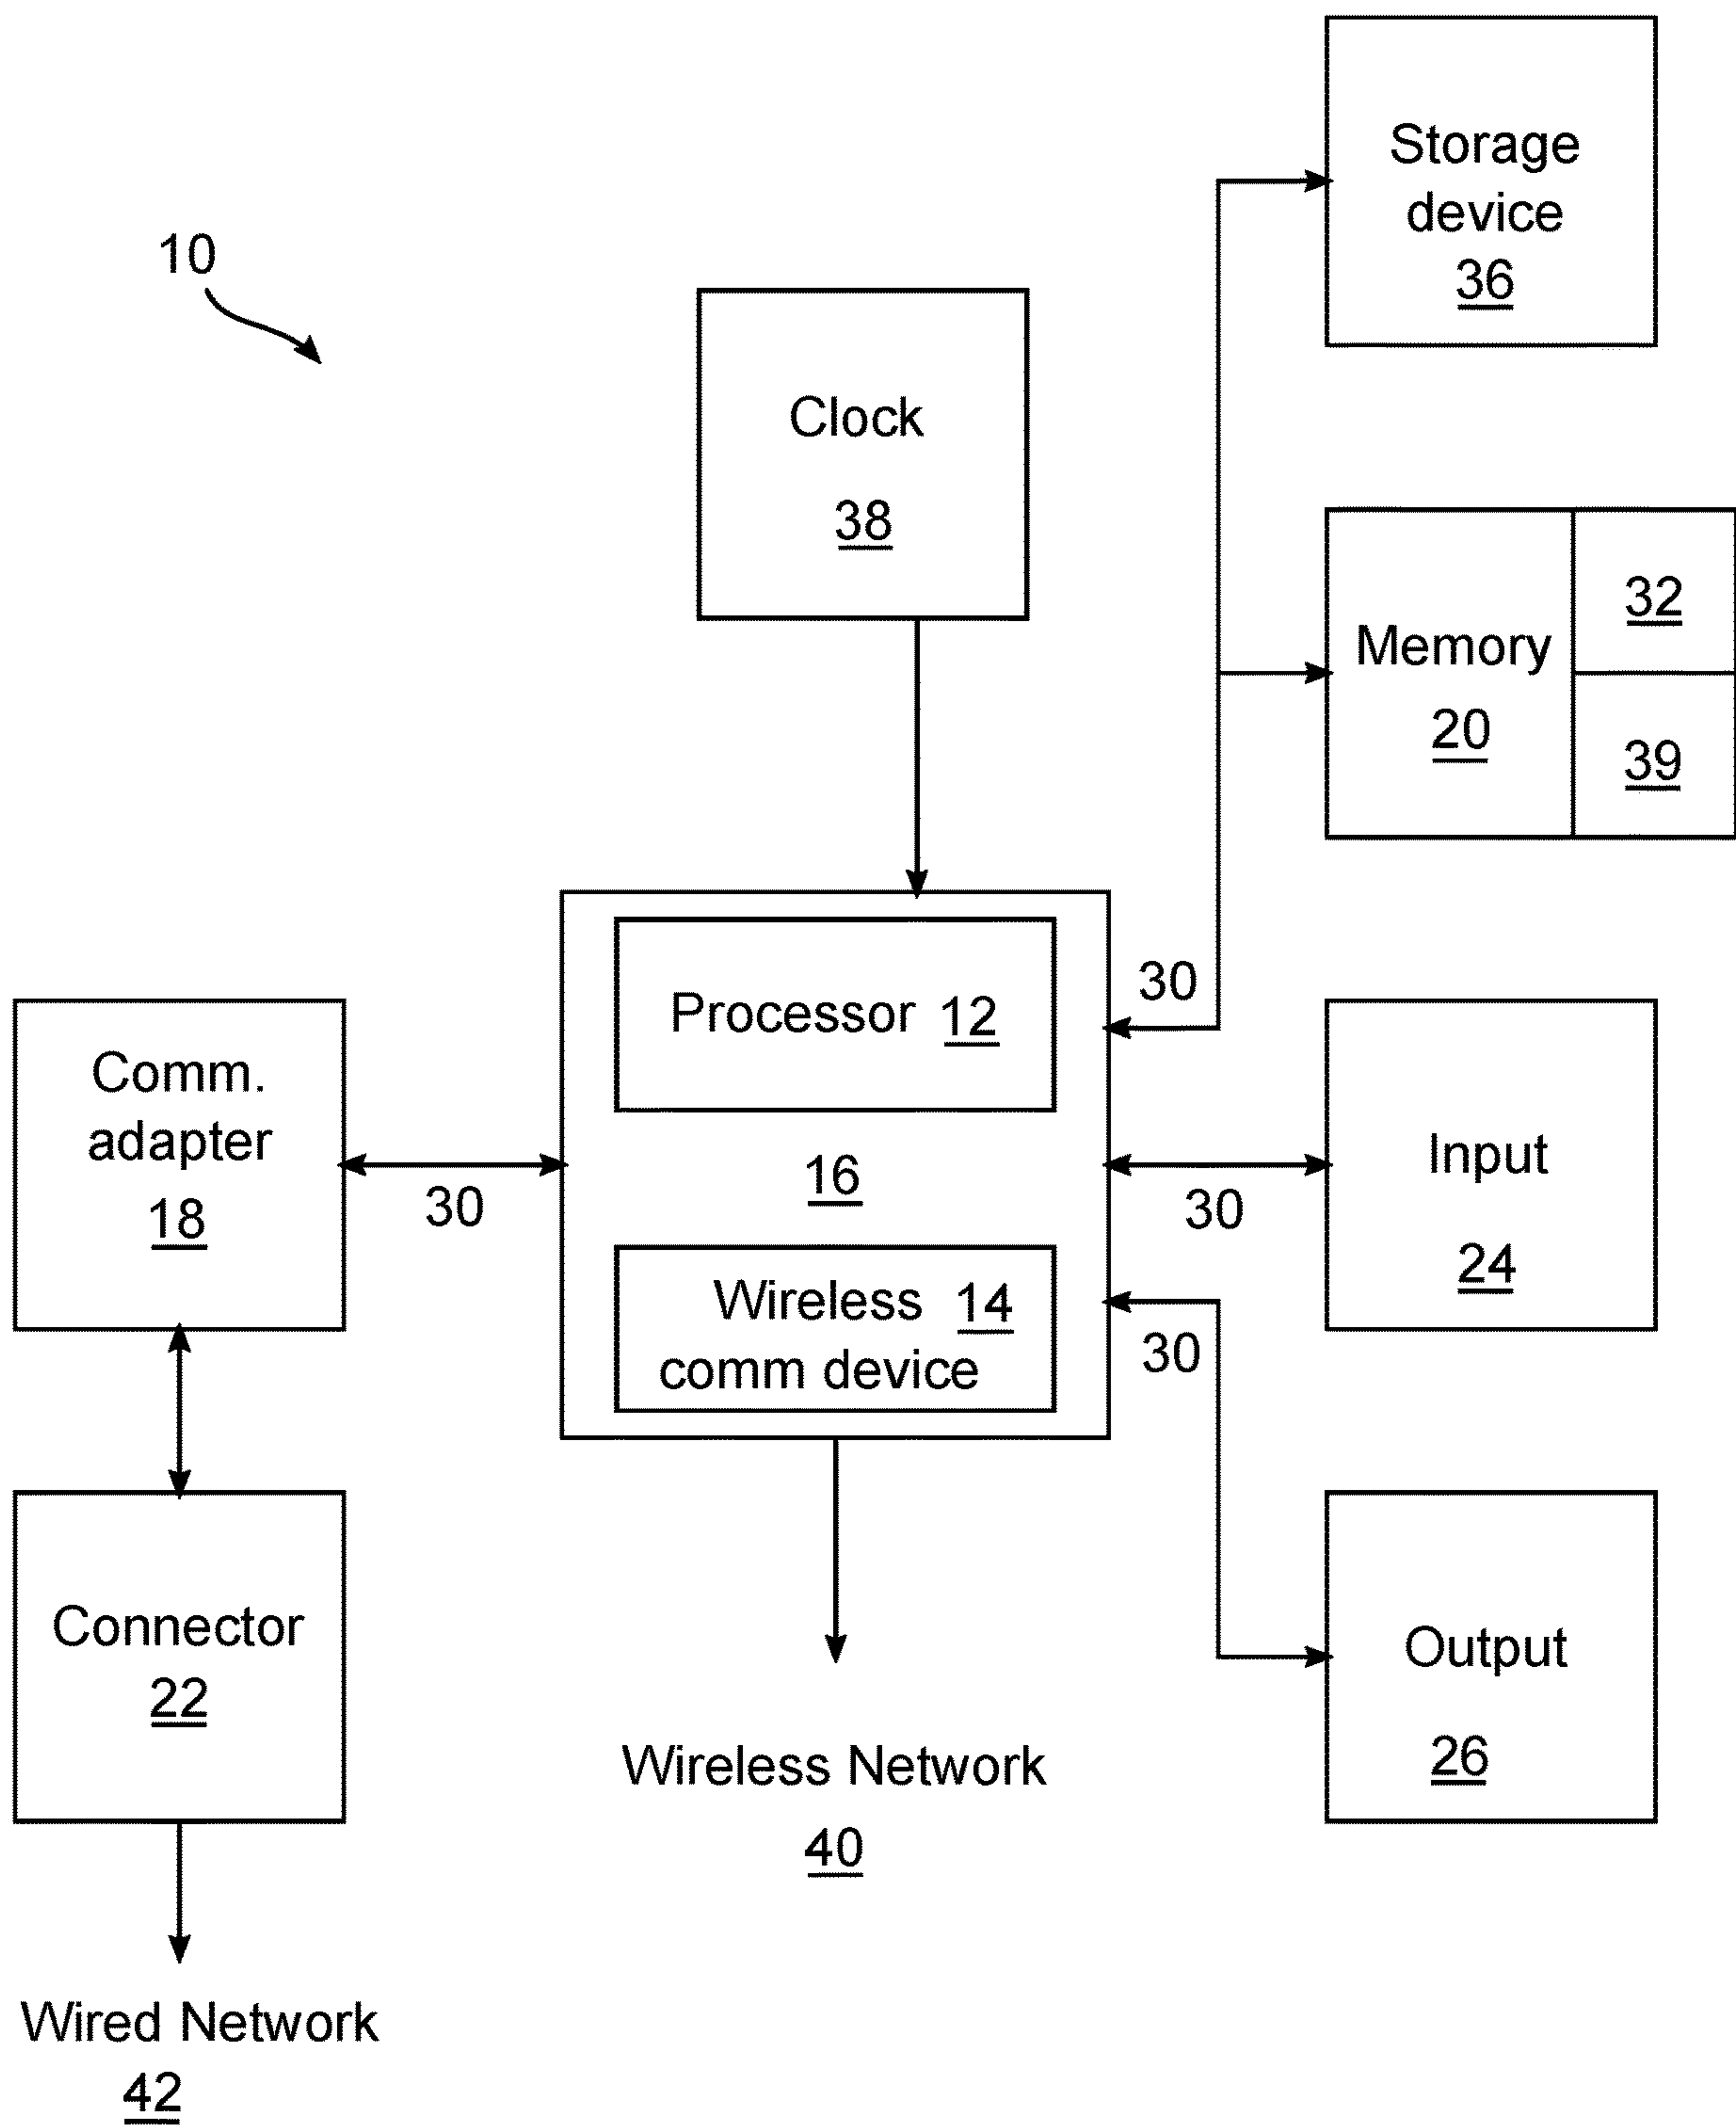 Storage
device
36
10
Clock
38
32
Memory
20
39
30
Processor 12
Comm.
adapter
18
30
16
Input
24
30
Wireless 14
comm device
30
Connector
22
Output
26
Wireless Network
40
Wired Network
42